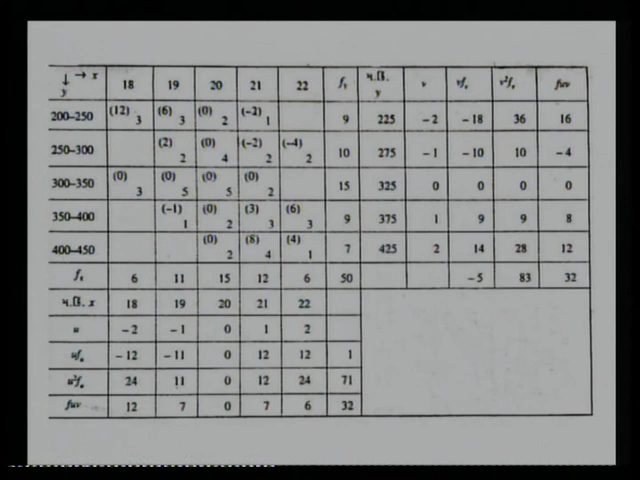 ↓ → x y 18 19 20 21 22 fᵧ y v vfᵥ v²fᵥ fuv
200–250 (12) 3 (6) 3 (0) 2 (−2) 1 9 225 −2 −18 36 16
250–300 (2) 2 (0) 4 (−2) 2 (−4) 2 10 275 −1 −10 10 −4
300–350 (0) 3 (0) 5 (0) 5 (0) 2 15 325 0 0 0 0
350–400 (−1) 1 (0) 2 (3) 3 (6) 3 9 375 1 9 9 8
400–450 (0) 2 (8) 4 (4) 1 7 425 2 14 28 12
fₓ 6 11 15 12 6 50 −5 83 32
x 18 19 20 21 22
u −2 −1 0 1 2
ufᵤ −12 −11 0 12 12 1
u²fᵤ 24 11 0 12 24 71
fuv 12 7 0 7 6 32